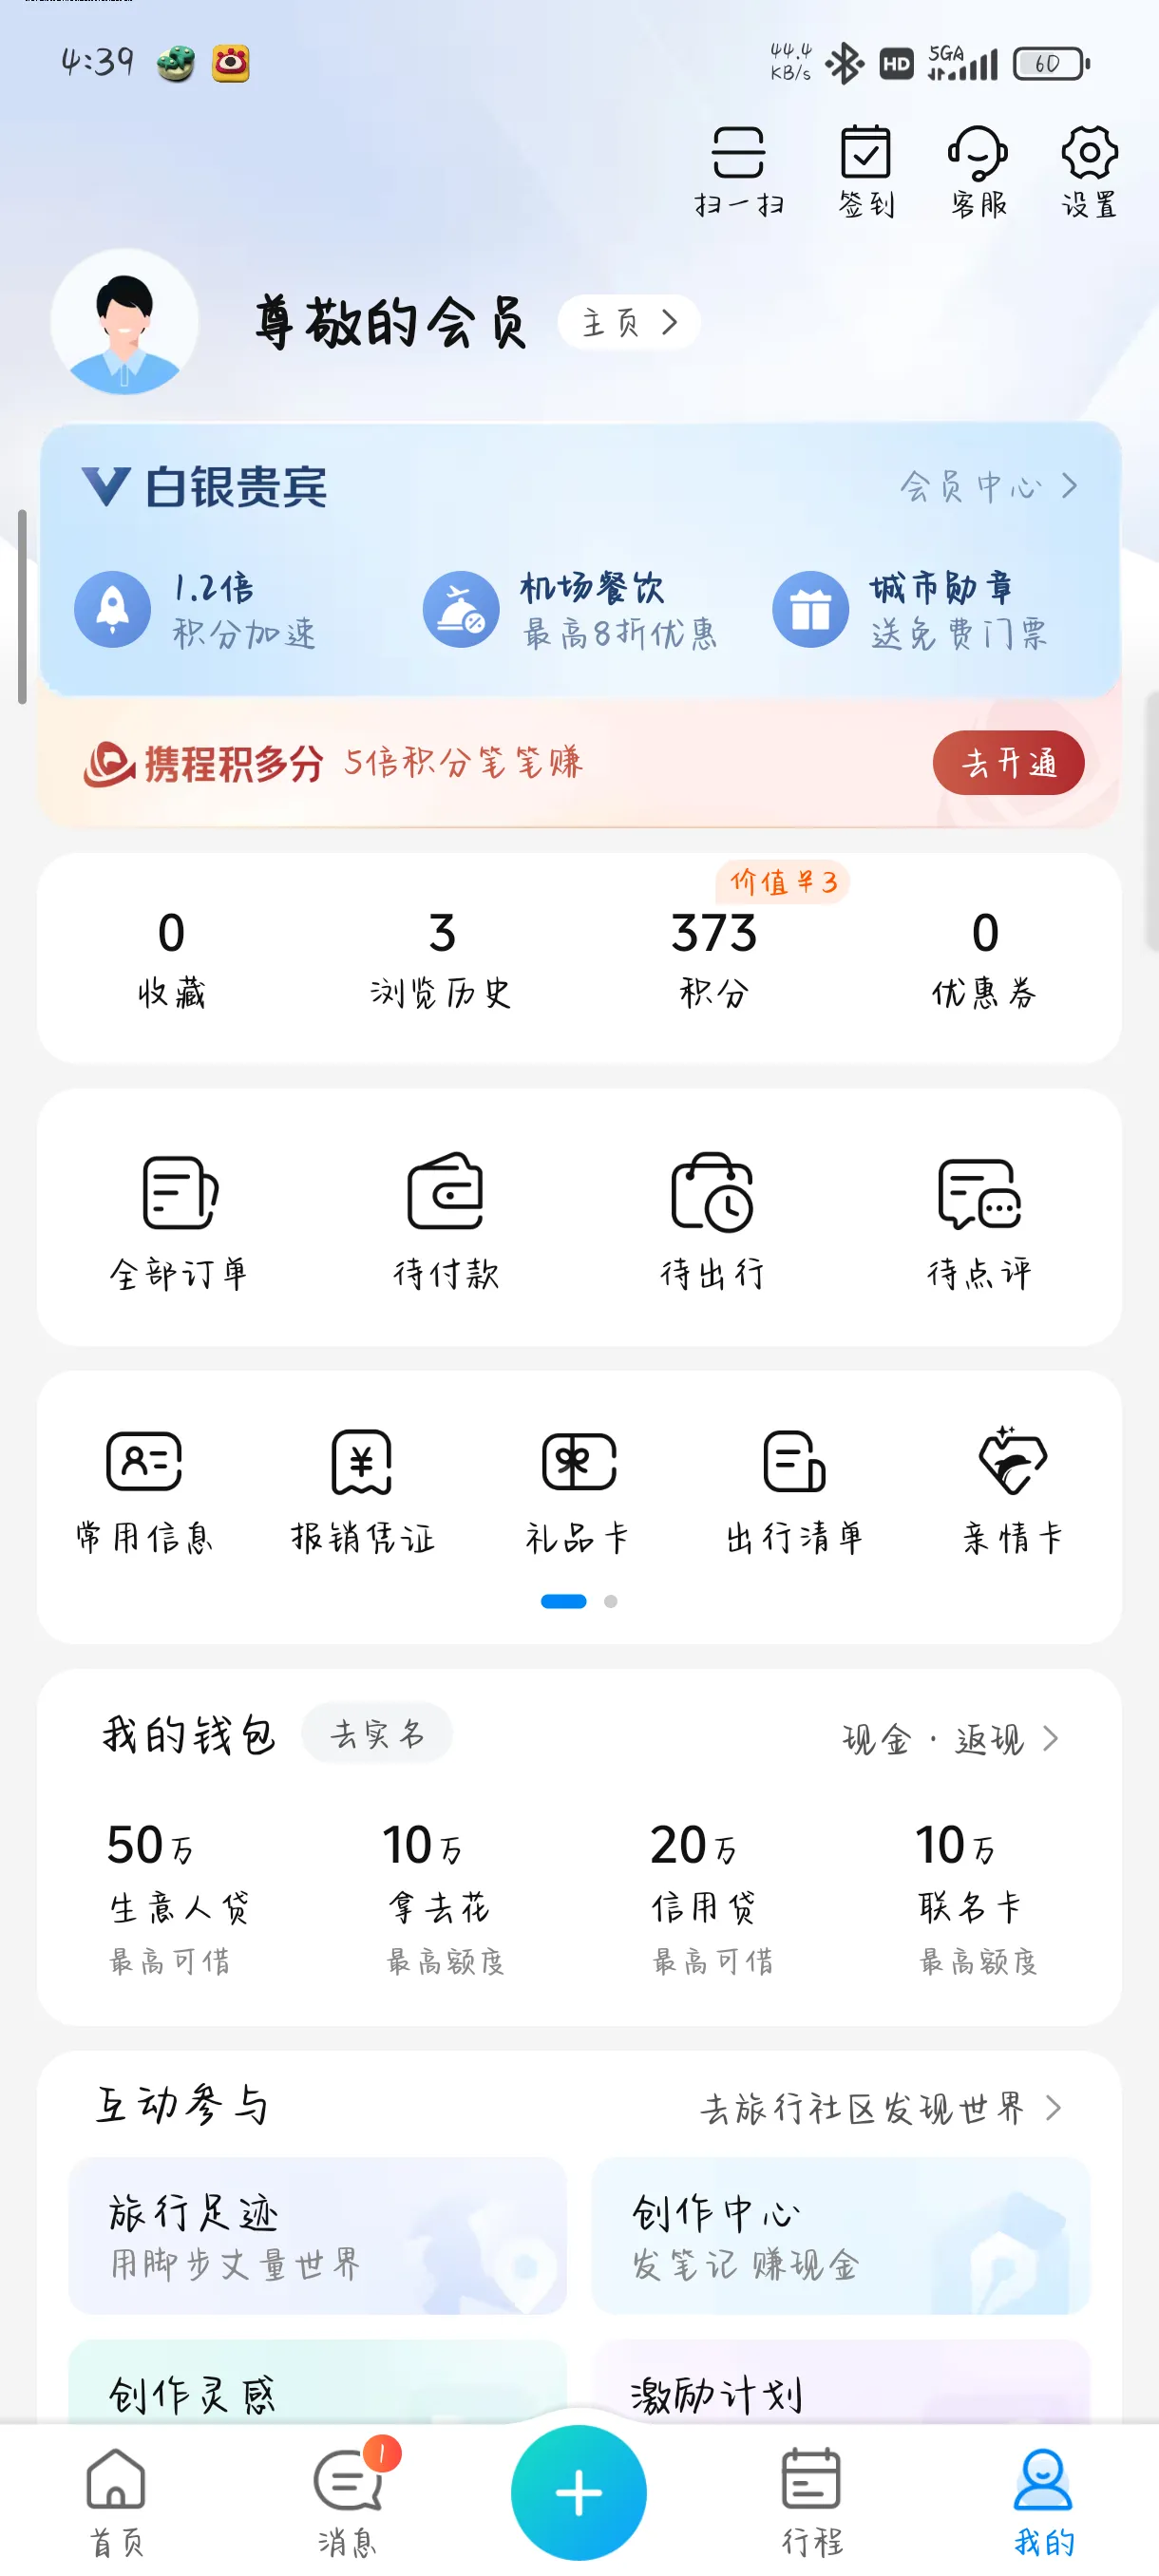 4:39
44.4 KB/s
HD
5GA
60
扫一扫 签到 客服 设置
尊敬的会员 主页
白银贵宾 会员中心
1.2倍 机场餐饮 城市勋章
积分加速 最高8折优惠 送免费门票
携程积多分 5倍积分笔笔赚 去开通
价值¥3
0 3 373 0
收藏 浏览历史 积分 优惠券
全部订单 待付款 待出行 待点评
常用信息 报销凭证 礼品卡 出行清单 亲情卡
我的钱包 去实名 现金·返现
50万 10万 20万 10万
生意人贷 拿去花 信用贷 联名卡
最高可借 最高额度 最高可借 最高额度
互动参与 去旅行社区发现世界
旅行足迹 创作中心
用脚步丈量世界 发笔记 赚现金
创作灵感 激励计划
1
首页 消息 行程 我的